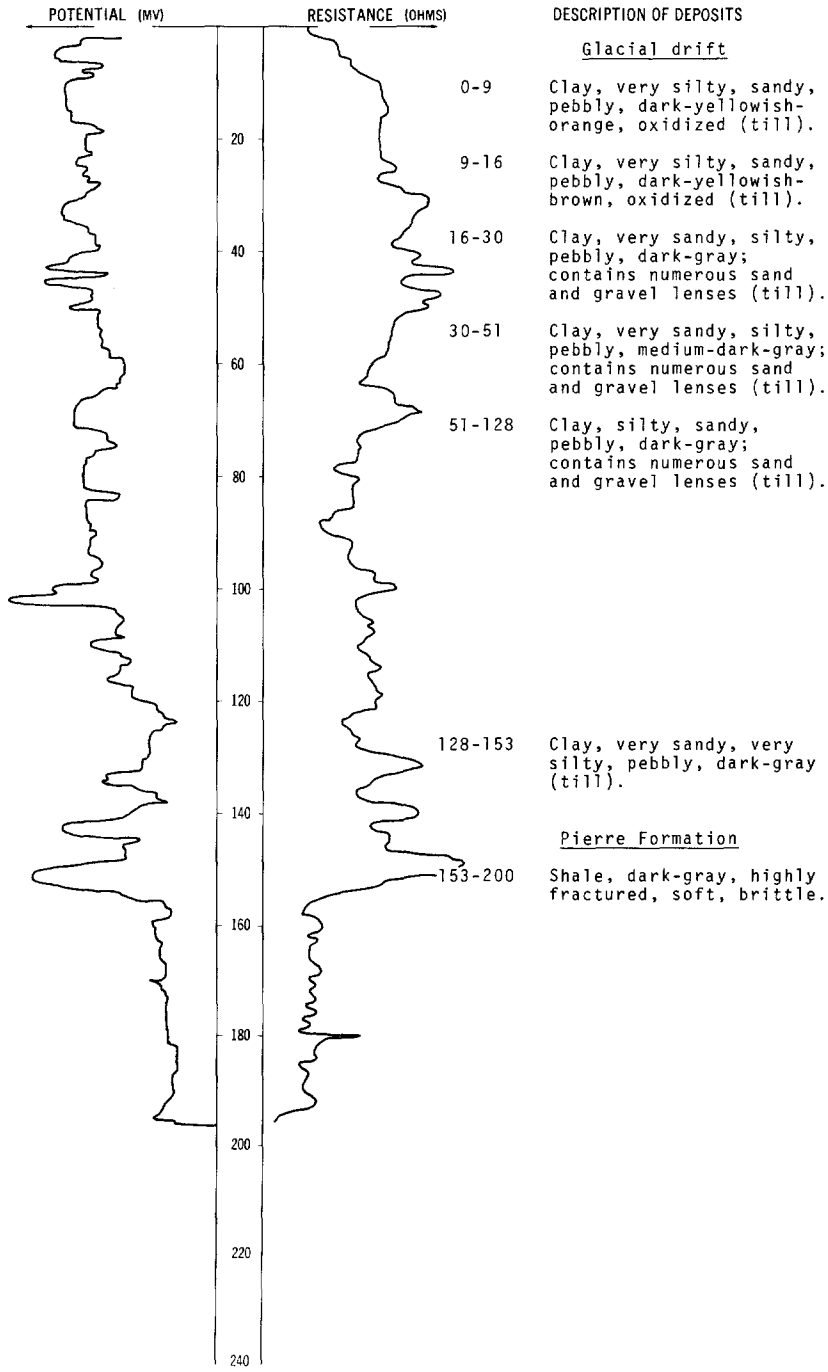 POTENTIAL (MV) RESISTANCE (OHMS) DESCRIPTION OF DEPOSITS
Glacial drift
0-9 Clay, very silty, sandy,
pebbly, dark-yellowish-
orange, oxidized (till).
20
9-16 Clay, very silty, sandy,
pebbly, dark-yellowish-
brown, oxidized (till).
16-30 Clay, very sandy, silty,
pebbly, dark-gray;
40
contains numerous sand
and gravel lenses (till).
30-51 Clay, very sandy, silty,
pebbly, medium-dark-gray;
60
contains numerous sand
and gravel lenses (till).
51-128 Clay, silty, sandy,
pebbly, dark-gray;
contains numerous sand
80
and gravel lenses (till).
100
120
128-153 Clay, very sandy, very
silty, pebbly, dark-gray
(till).
140
Pierre Formation
153-200 Shale, dark-gray, highly
fractured, soft, brittle.
160
180
200
220
240